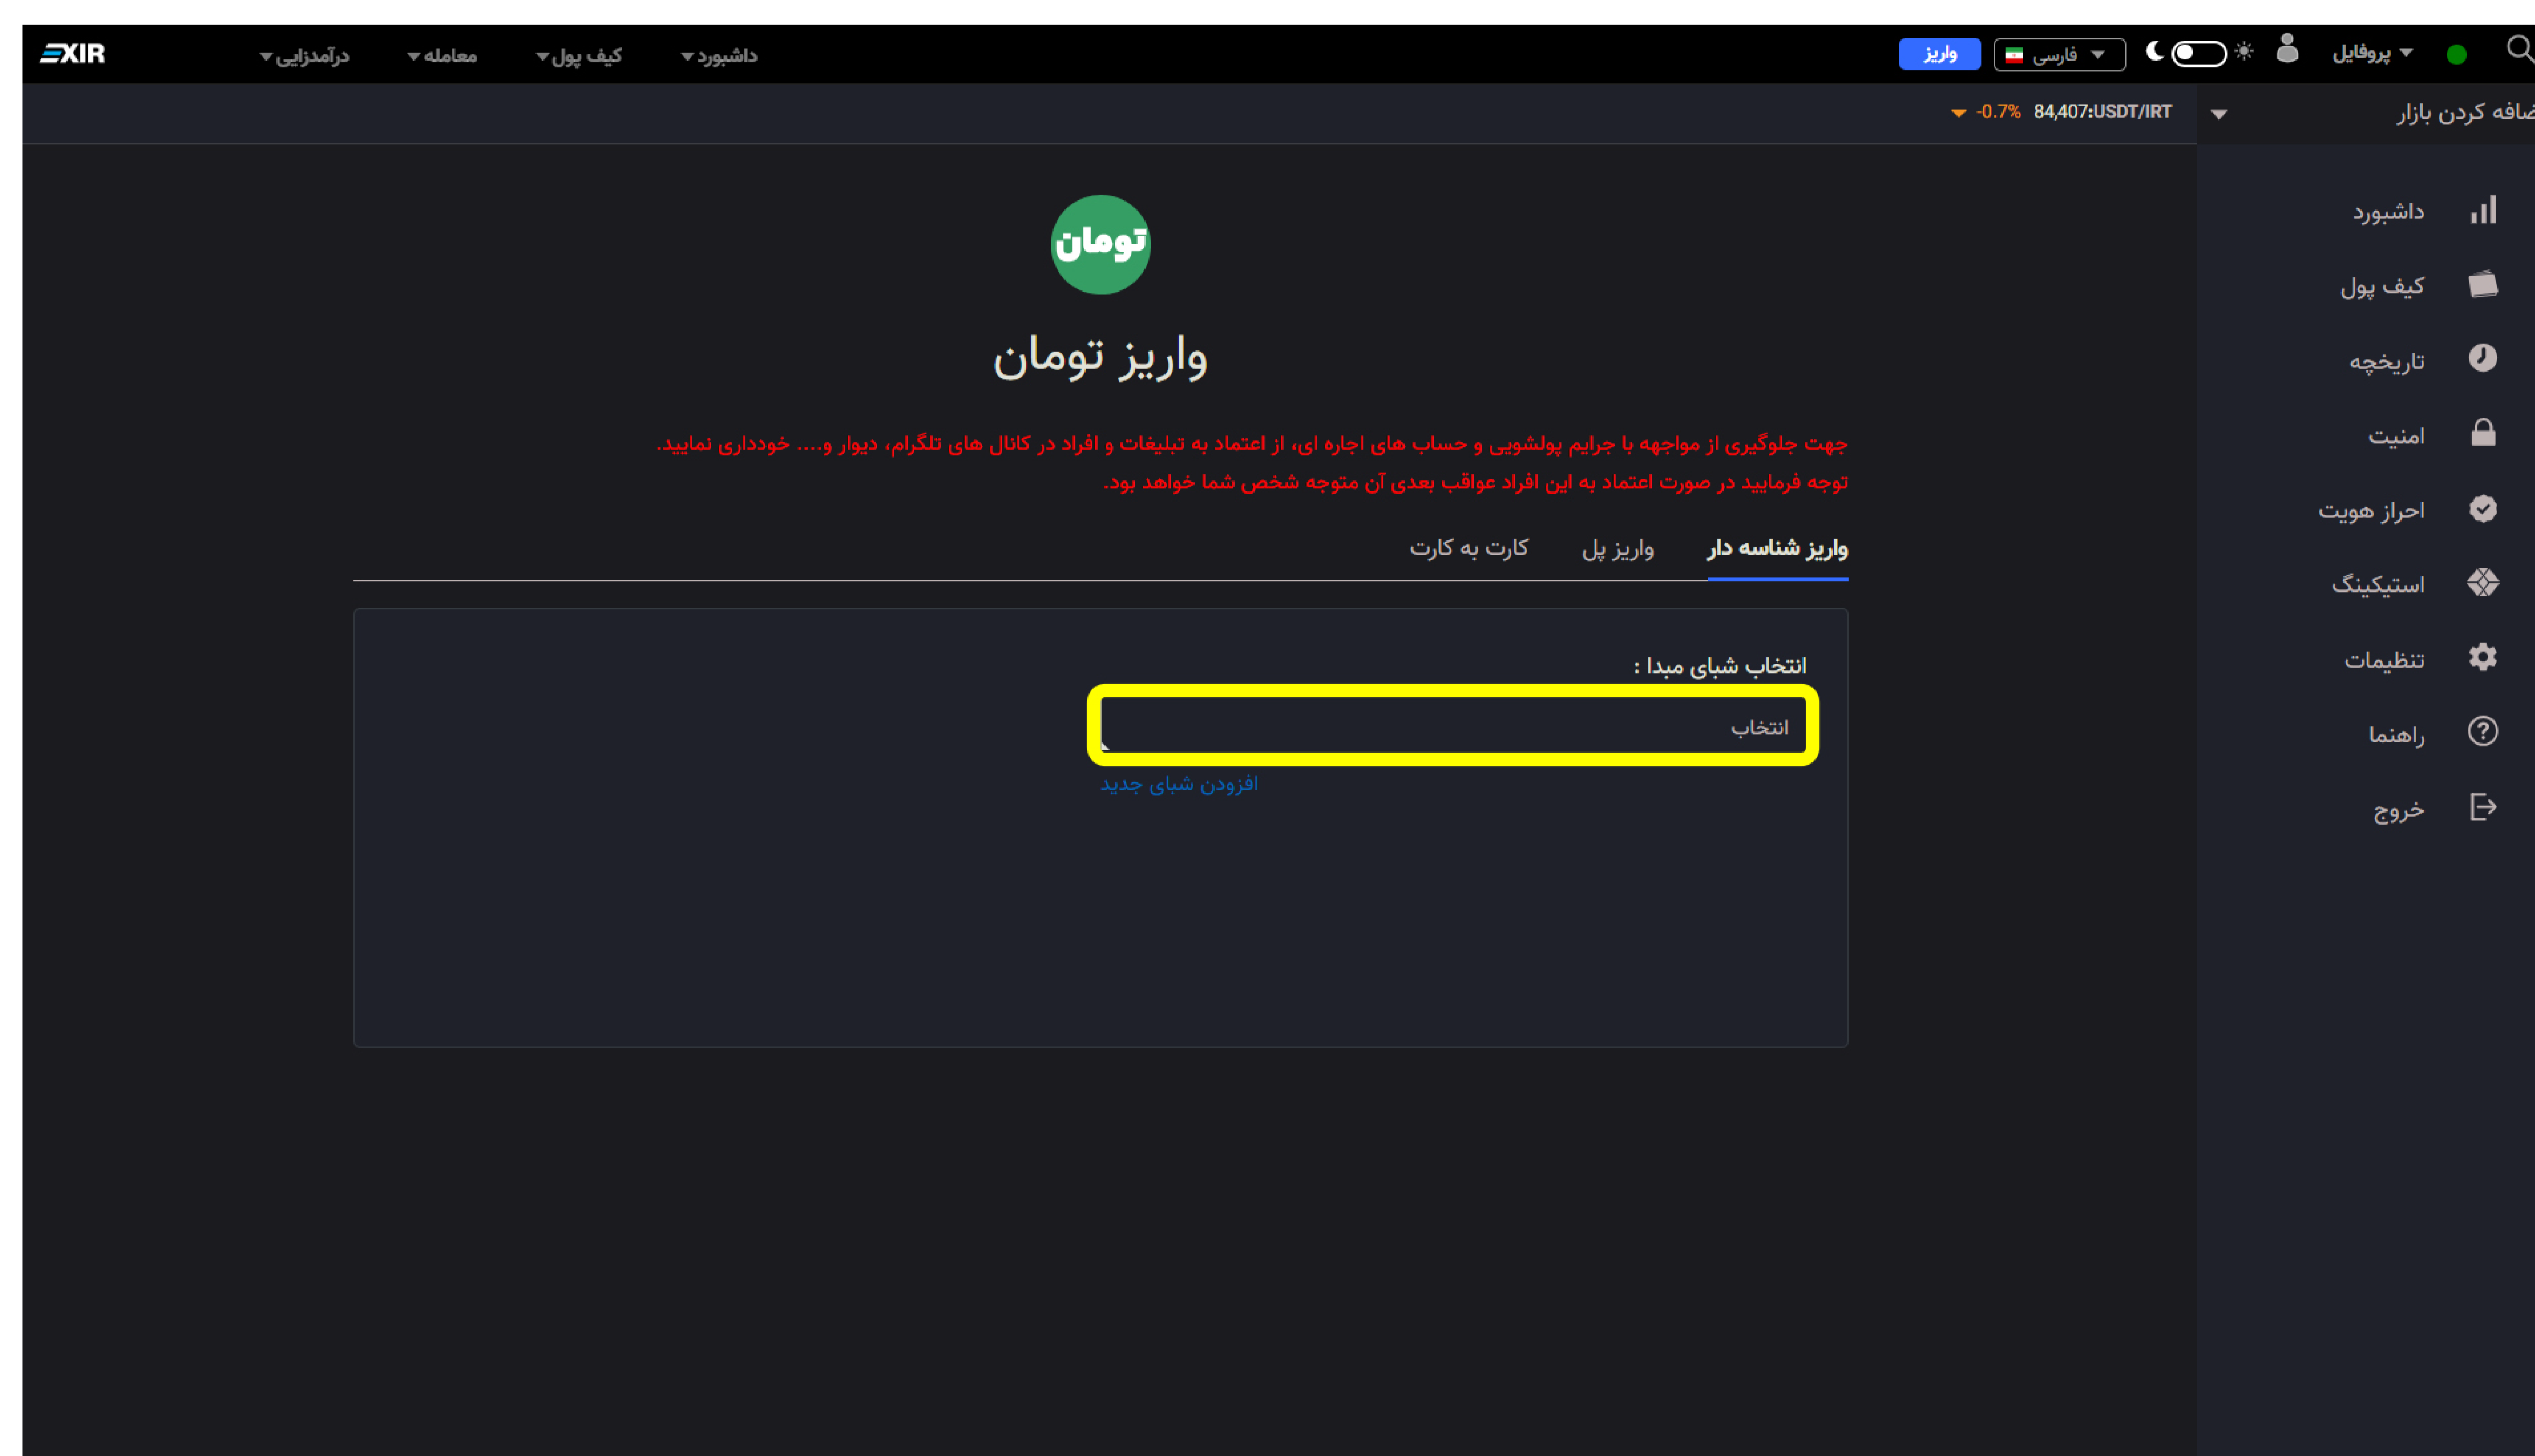 پروفایل
فارسی
واریز
داشبورد
کیف پول
معامله
درآمدزایی
EXIR
کردن بازار
USDT/IRT:84,407 -0.7%
داشبورد
کیف پول
تاریخچه
امنیت
احراز هویت
استیکینگ
تنظیمات
راهنما
خروج
تومان
واریز تومان
جهت جلوگیری از مواجهه با جرایم پولشویی و حساب های اجاره ای، از اعتماد به تبلیغات و افراد در کانال های تلگرام، دیوار و.... خودداری نمایید.
توجه فرمایید در صورت اعتماد به این افراد عواقب بعدی آن متوجه شخص شما خواهد بود.
واریز شناسه دار
واریز پل
کارت به کارت
انتخاب شبای مبدا :
انتخاب
افزودن شبای جدید